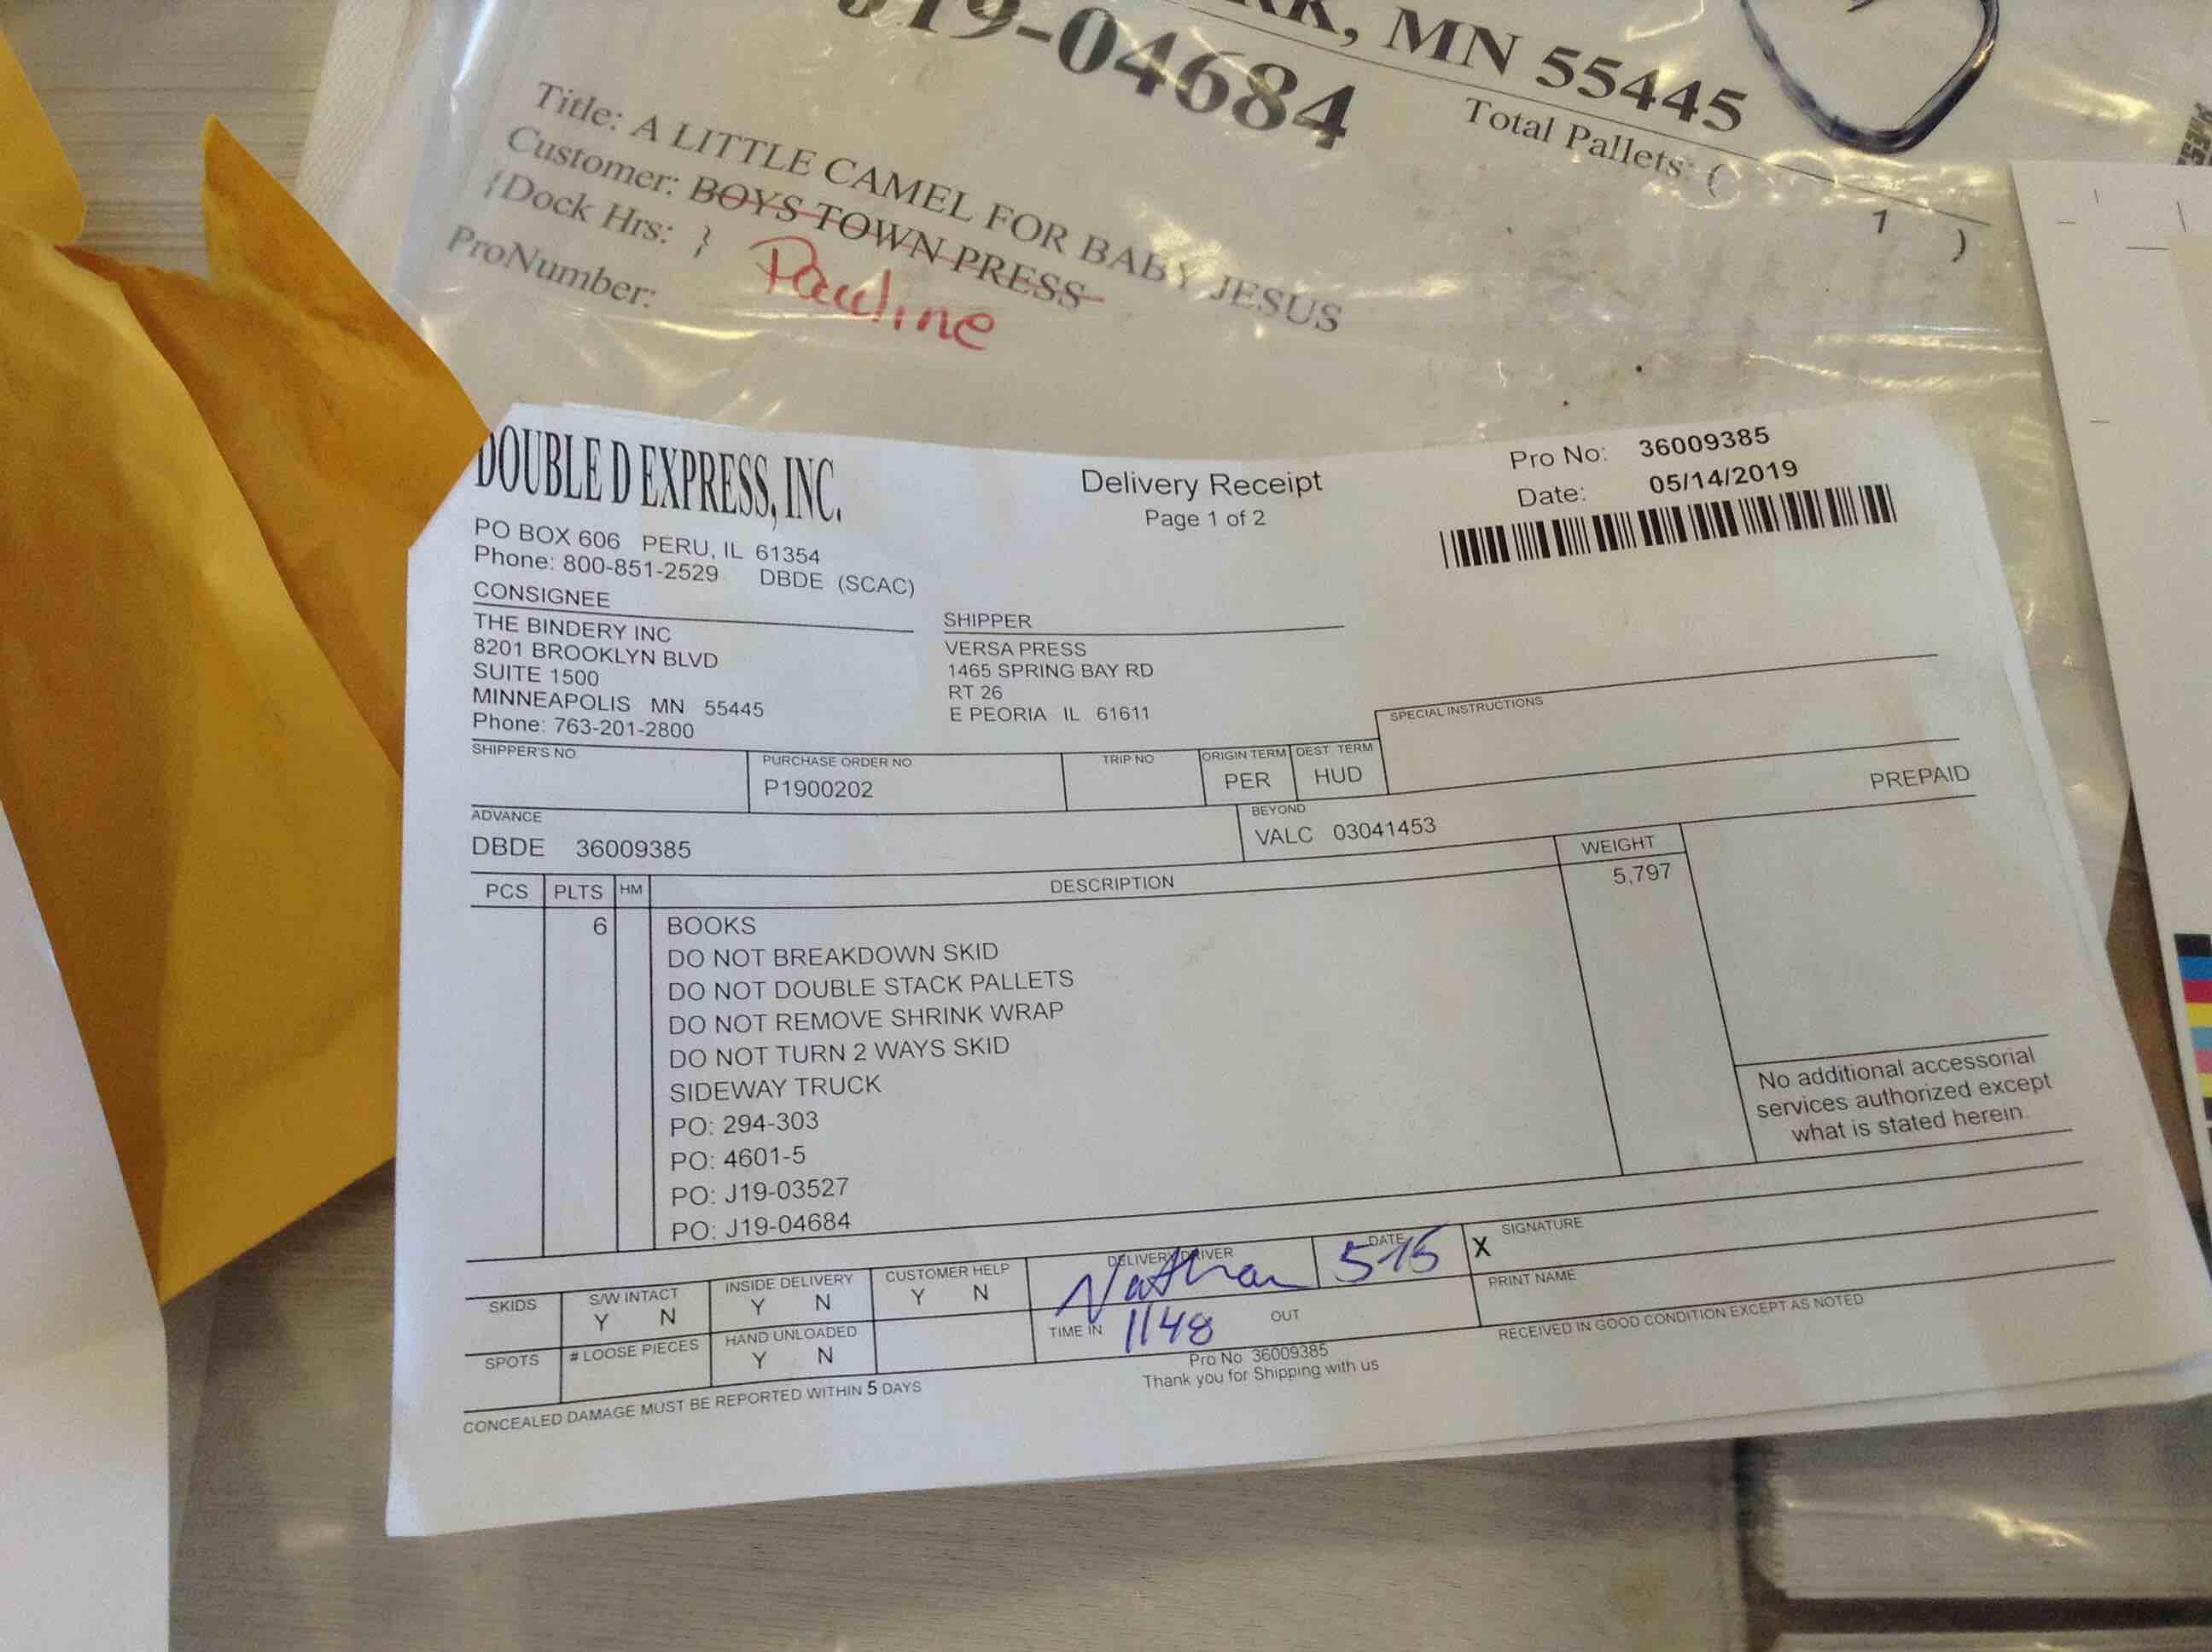 J19-04684
MN 55445
Total Pallets: ( 1 )
Title: A LITTLE CAMEL FOR BABY JESUS
Customer: BOYS TOWN PRESS
{Dock Hrs: }
Pauline
ProNumber:
DOUBLE D EXPRESS, INC.
PO BOX 606 PERU, IL 61354
Phone: 800-851-2529 DBDE (SCAC)
Delivery Receipt
Page 1 of 2
Pro No: 36009385
Date: 05/14/2019
CONSIGNEE
THE BINDERY INC
8201 BROOKLYN BLVD
SUITE 1500
MINNEAPOLIS MN 55445
Phone: 763-201-2800
SHIPPER
VERSA PRESS
1465 SPRING BAY RD
RT 26
E PEORIA IL 61611
SPECIAL INSTRUCTIONS
SHIPPER'S NO
PURCHASE ORDER NO
P1900202
TRIP NO
ORIGIN TERM
PER
DEST TERM
HUD
PREPAID
ADVANCE
DBDE 36009385
BEYOND
VALC 03041453
PCS PLTS HM DESCRIPTION WEIGHT
6 BOOKS 5,797
DO NOT BREAKDOWN SKID
DO NOT DOUBLE STACK PALLETS
DO NOT REMOVE SHRINK WRAP
DO NOT TURN 2 WAYS SKID
SIDEWAY TRUCK
PO: 294-303
PO: 4601-5
PO: J19-03527
PO: J19-04684
No additional accessorial
services authorized except
what is stated herein.
SKIDS
S/W INTACT
Y N
INSIDE DELIVERY
Y N
CUSTOMER HELP
Y N
DELIVERY DRIVER
Nathan
DATE
5-15
X SIGNATURE
PRINT NAME
SPOTS
# LOOSE PIECES
HAND UNLOADED
Y N
TIME IN 1148 OUT
RECEIVED IN GOOD CONDITION EXCEPT AS NOTED
Pro No 36009385
Thank you for Shipping with us
CONCEALED DAMAGE MUST BE REPORTED WITHIN 5 DAYS